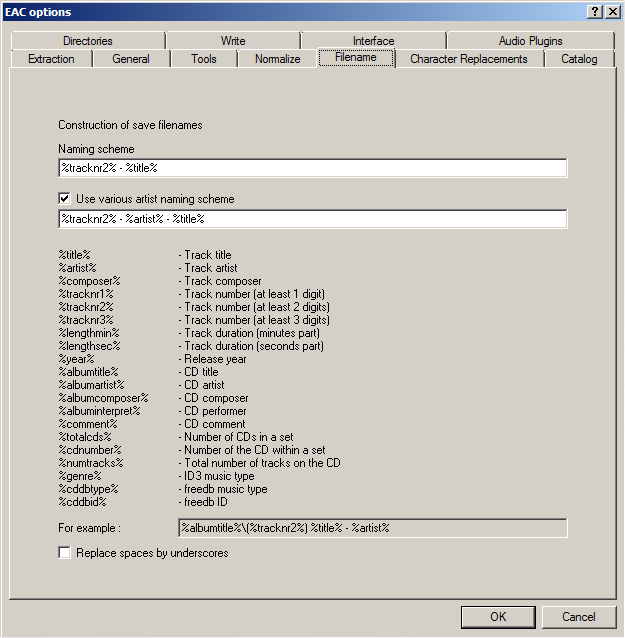 EAC options
Directories Write Interface Audio Plugins
Extraction General Tools Normalize Filename Character Replacements Catalog
Construction of save filenames
Naming scheme
%tracknr2% - %title%
Use various artist naming scheme
%tracknr2% - %artist% - %title%
%title% - Track title
%artist% - Track artist
%composer% - Track composer
%tracknr1% - Track number (at least 1 digit)
%tracknr2% - Track number (at least 2 digits)
%tracknr3% - Track number (at least 3 digits)
%lengthmin% - Track duration (minutes part)
%lengthsec% - Track duration (seconds part)
%year% - Release year
%albumtitle% - CD title
%albumartist% - CD artist
%albumcomposer% - CD composer
%albuminterpret% - CD performer
%comment% - CD comment
%totalcds% - Number of CDs in a set
%cdnumber% - Number of the CD within a set
%numtracks% - Total number of tracks on the CD
%genre% - ID3 music type
%cddbtype% - freedb music type
%cddbid% - freedb ID
For example : %albumtitle%\(%tracknr2%) %title% - %artist%
Replace spaces by underscores
OK Cancel